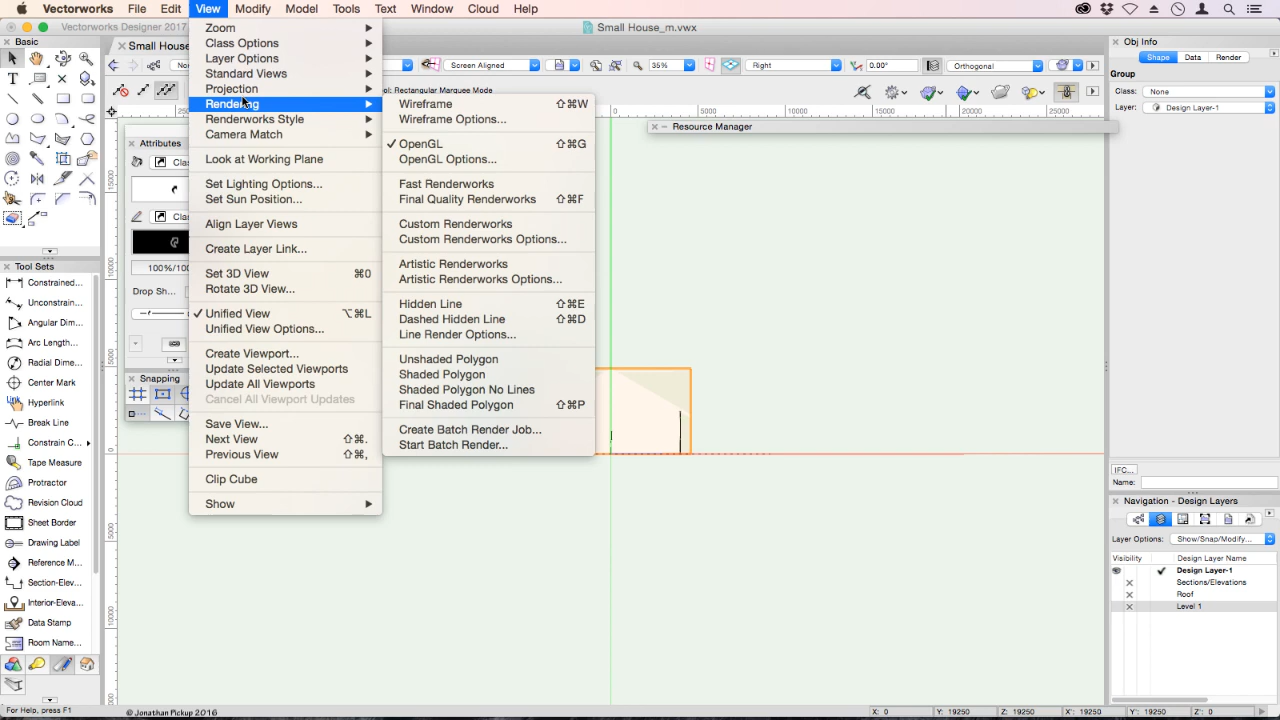 Vectorworks File Edit View Modify Model Tools Text Window Cloud Help
Vectorworks Designer 2017
Small House_m.vwx
Basic
Small House
35%
Screen Aligned
Right
0.00°
Orthogonal
tool: Rectangular Marquee Mode
0 5000 10000 15000 20000 25000
Zoom
Class Options
Layer Options
Standard Views
Projection
Rendering
Renderworks Style
Camera Match
Look at Working Plane
Set Lighting Options...
Set Sun Position...
Align Layer Views
Create Layer Link...
Set 3D View ⌘0
Rotate 3D View...
Unified View ⌥⌘L
Unified View Options...
Create Viewport...
Update Selected Viewports
Update All Viewports
Cancel All Viewport Updates
Save View...
Next View ⇧⌘.
Previous View ⇧⌘,
Clip Cube
Show
Wireframe ⇧⌘W
Wireframe Options...
OpenGL ⇧⌘G
OpenGL Options...
Fast Renderworks
Final Quality Renderworks ⇧⌘F
Custom Renderworks
Custom Renderworks Options...
Artistic Renderworks
Artistic Renderworks Options...
Hidden Line ⇧⌘E
Dashed Hidden Line ⇧⌘D
Line Render Options...
Unshaded Polygon
Shaded Polygon
Shaded Polygon No Lines
Final Shaded Polygon ⇧⌘P
Create Batch Render Job...
Start Batch Render...
Resource Manager
Attributes
100%/100
Drop Sh...
Snapping
Tool Sets
Constrained...
Unconstrain...
Angular Dim...
Arc Length...
Radial Dime...
Center Mark
Hyperlink
Break Line
Constrain C...
Tape Measure
Protractor
Revision Cloud
Sheet Border
Drawing Label
Reference M...
Section-Elev...
Interior-Eleva...
Data Stamp
Room Name...
Obj Info
Shape Data Render
Group
Class: None
Layer: Design Layer-1
IFC...
Name:
Navigation - Design Layers
Layer Options: Show/Snap/Modify...
Visibility Design Layer Name
Design Layer-1
Sections/Elevations
Roof
Level 1
For Help, press F1
© Jonathan Pickup 2016
X: 0 Y: 19250 Z: 19250 X': 19250 Y': 19250 Z': 0